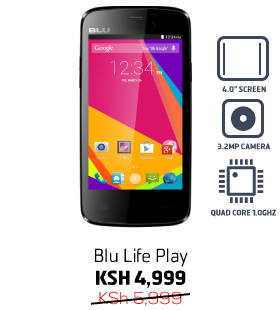 BLU
Google
12:34
4.0" SCREEN
3.2MP CAMERA
QUAD CORE 1.0GHZ
Blu Life Play
KSH 4,999
KSh 5,999